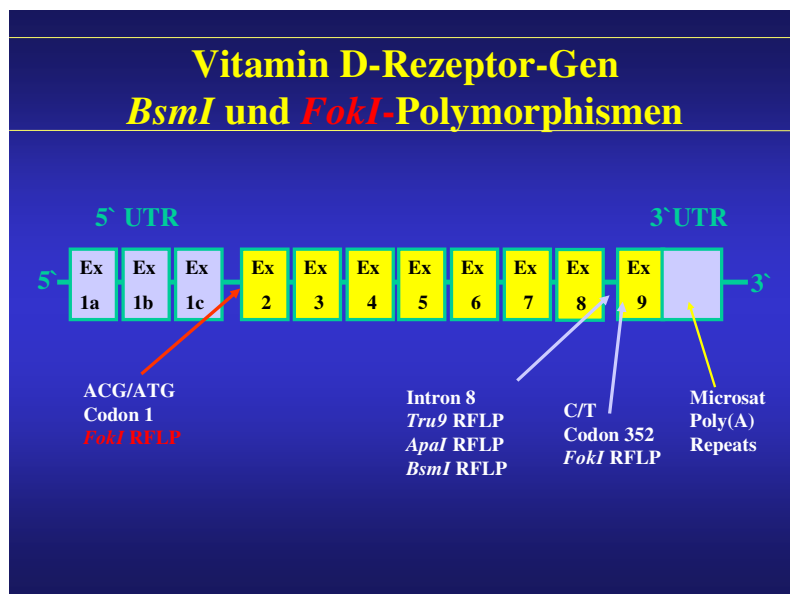 Vitamin D-Rezeptor-Gen
BsmI und FokI-Polymorphismen
5` UTR
3`UTR
5`
Ex
1a
Ex
1b
Ex
1c
Ex
2
Ex
3
Ex
4
Ex
5
Ex
6
Ex
7
Ex
8
Ex
9
3`
ACG/ATG
Codon 1
FokI RFLP
Intron 8
Tru9 RFLP
ApaI RFLP
BsmI RFLP
C/T
Codon 352
FokI RFLP
Microsat
Poly(A)
Repeats